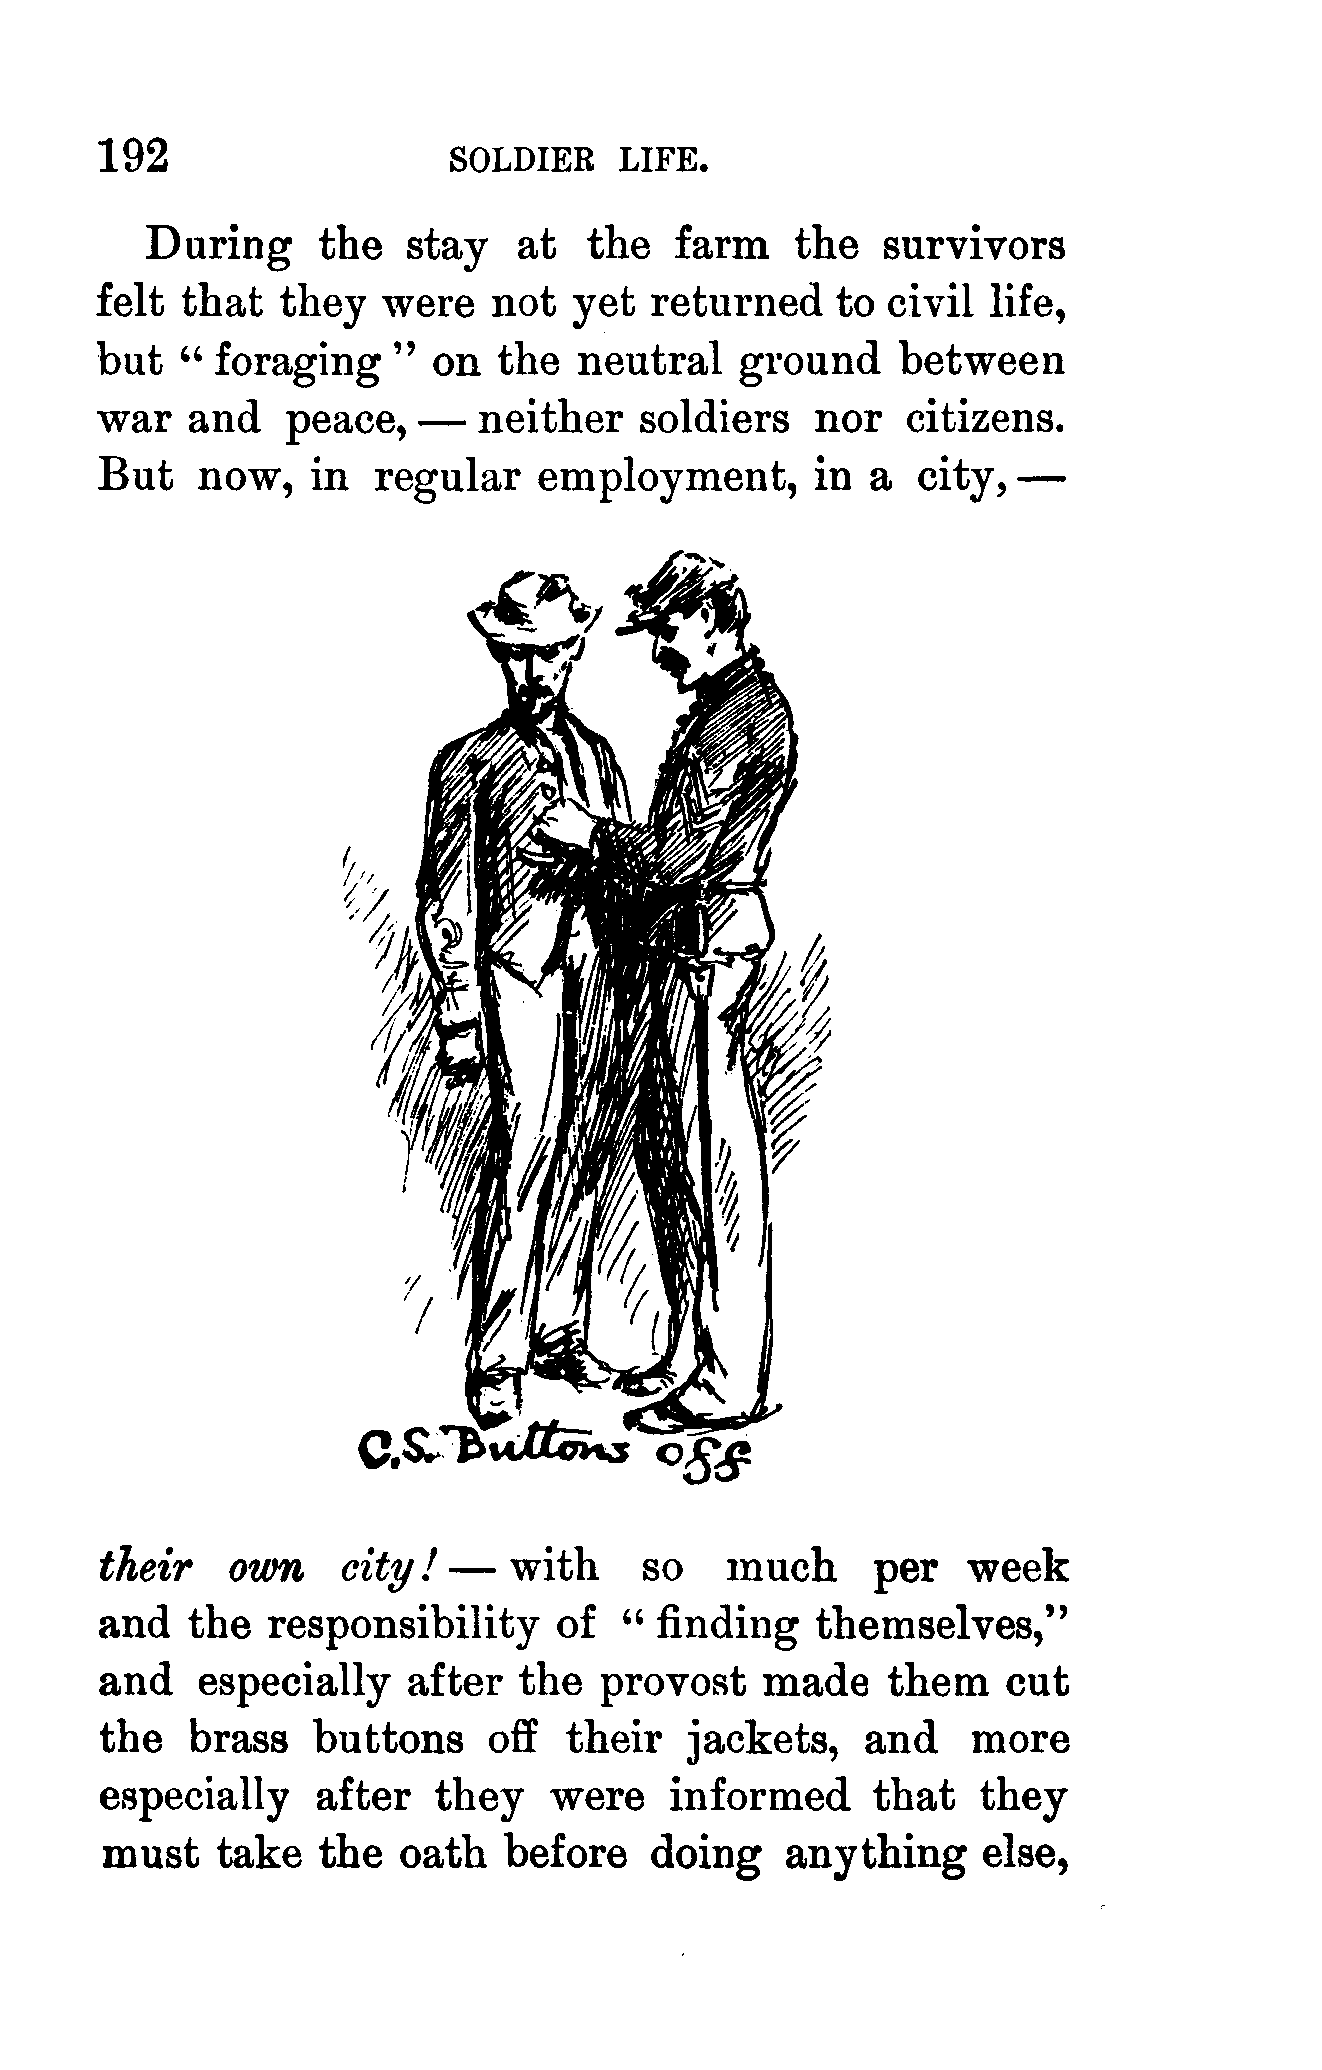 192 SOLDIER LIFE.
During the stay at the farm the survivors
felt that they were not yet returned to civil life,
but “ foraging ” on the neutral ground between
war and peace, — neither soldiers nor citizens.
But now, in regular employment, in a city, —
C.S. Buttons off
their own city! — with so much per week
and the responsibility of “ finding themselves,”
and especially after the provost made them cut
the brass buttons off their jackets, and more
especially after they were informed that they
must take the oath before doing anything else,